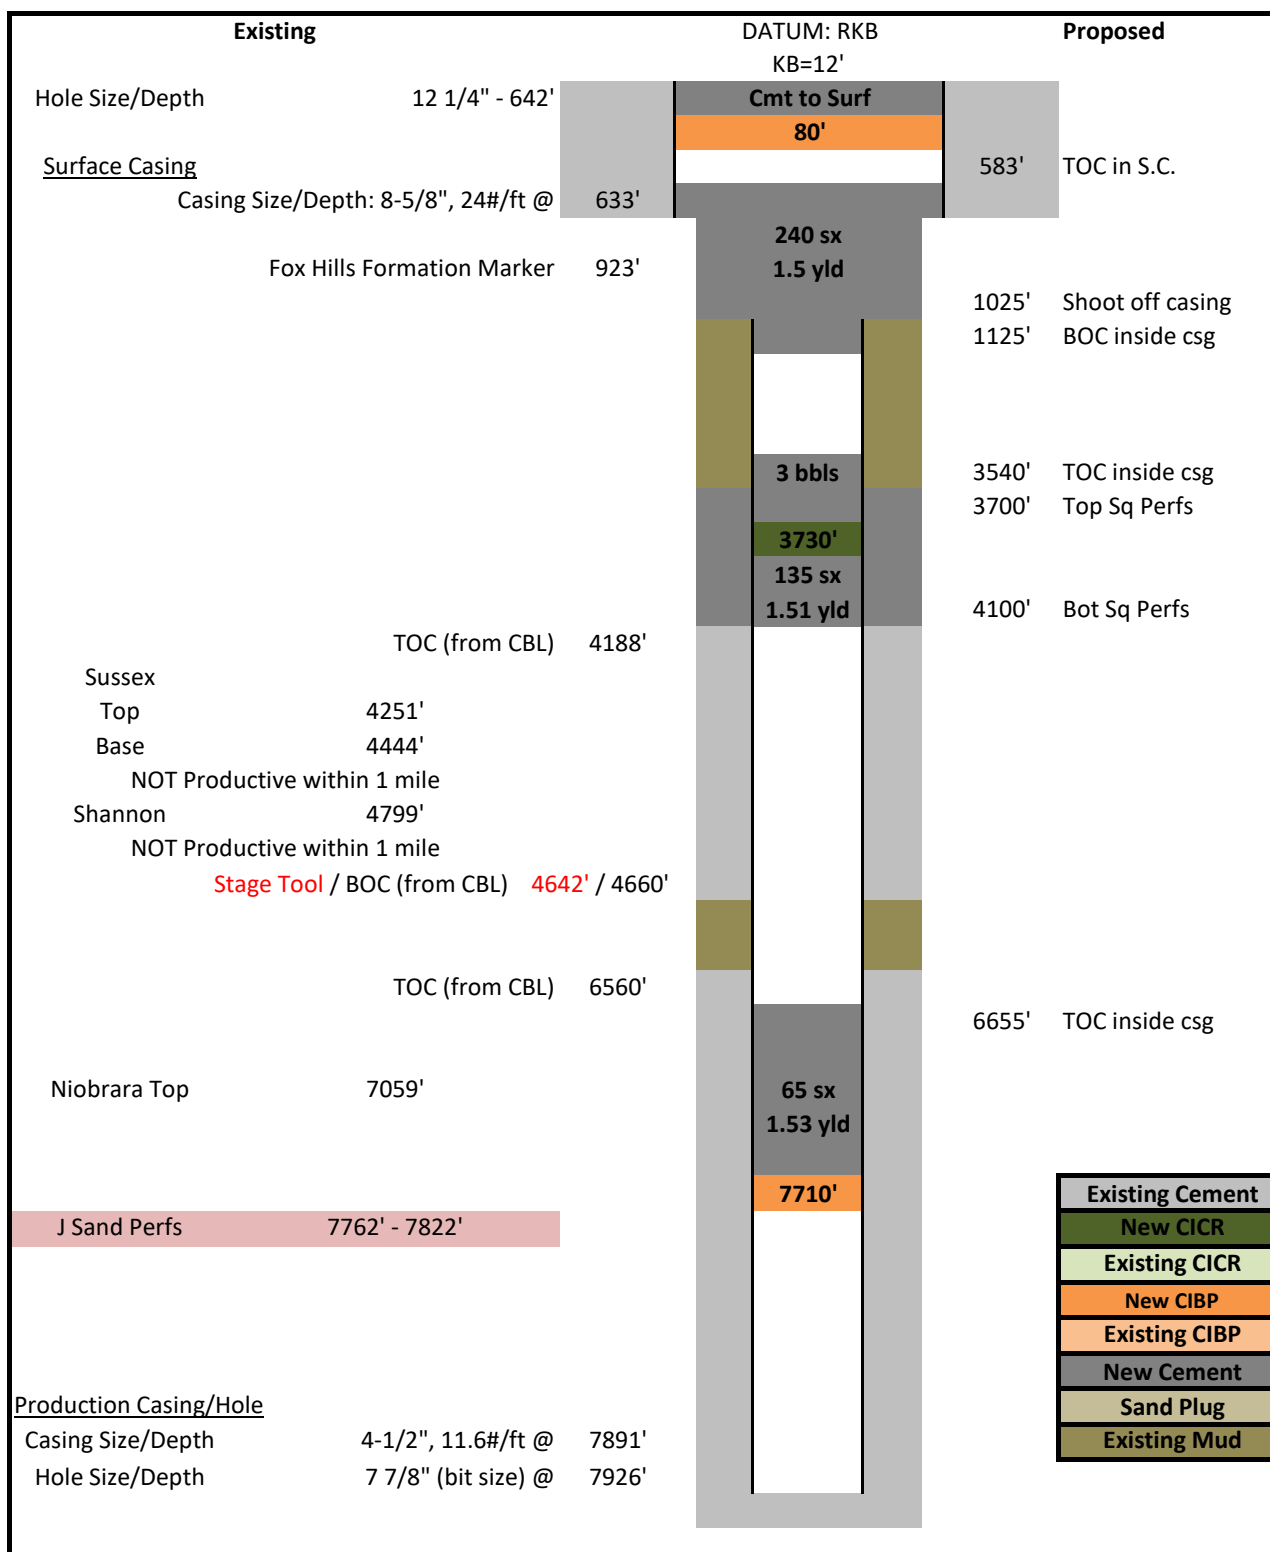 Existing DATUM: RKB Proposed
KB=12'
Hole Size/Depth 12 1/4" - 642' Cmt to Surf
80'
Surface Casing 583' TOC in S.C.
Casing Size/Depth: 8-5/8", 24#/ft @ 633'
240 sx
Fox Hills Formation Marker 923' 1.5 yld
1025' Shoot off casing
1125' BOC inside csg
3 bbls 3540' TOC inside csg
3700' Top Sq Perfs
3730'
135 sx
1.51 yld 4100' Bot Sq Perfs
TOC (from CBL) 4188'
Sussex
Top 4251'
Base 4444'
NOT Productive within 1 mile
Shannon 4799'
NOT Productive within 1 mile
Stage Tool / BOC (from CBL) 4642' / 4660'
TOC (from CBL) 6560'
6655' TOC inside csg
Niobrara Top 7059' 65 sx
1.53 yld
7710' Existing Cement
J Sand Perfs 7762' - 7822' New CICR
Existing CICR
New CIBP
Existing CIBP
New Cement
Production Casing/Hole Sand Plug
Casing Size/Depth 4-1/2", 11.6#/ft @ 7891' Existing Mud
Hole Size/Depth 7 7/8" (bit size) @ 7926'